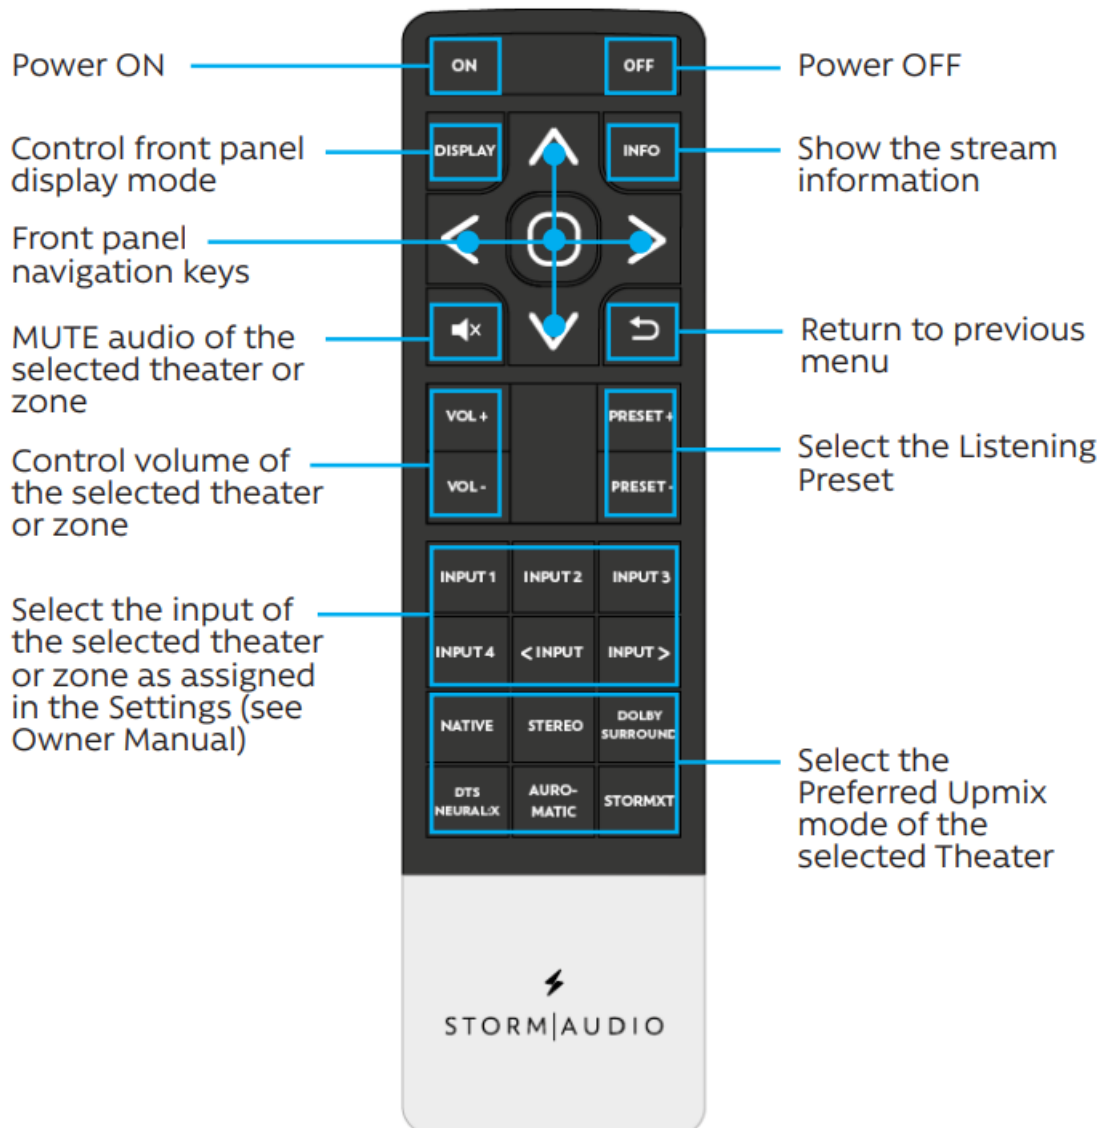 Power ON
ON
OFF
Power OFF
Control front panel
display mode
DISPLAY
INFO
Show the stream
information
Front panel
navigation keys
MUTE audio of the
selected theater or
zone
Return to previous
menu
VOL +
PRESET +
Control volume of
the selected theater
or zone
VOL -
PRESET -
Select the Listening
Preset
INPUT 1
INPUT 2
INPUT 3
Select the input of
the selected theater
or zone as assigned
in the Settings (see
Owner Manual)
INPUT 4
< INPUT
INPUT >
NATIVE
STEREO
DOLBY
SURROUND
DTS
NEURAL:X
AURO-
MATIC
STORMXT
Select the
Preferred Upmix
mode of the
selected Theater
STORM|AUDIO